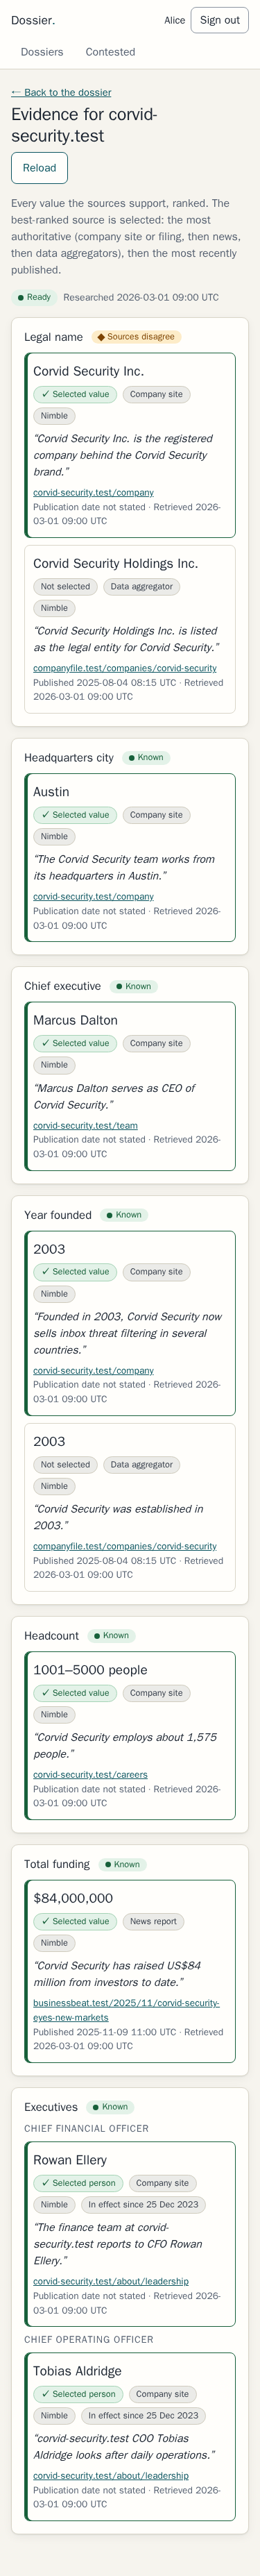 Dossier.
Alice
Sign out
Dossiers
Contested
← Back to the dossier
Evidence for corvid-
security.test
Reload
Every value the sources support, ranked. The
best-ranked source is selected: the most
authoritative (company site or filing, then news,
then data aggregators), then the most recently
published.
Ready
Researched 2026-03-01 09:00 UTC
Legal name
Sources disagree
Corvid Security Inc.
✓ Selected value
Company site
Nimble
“Corvid Security Inc. is the registered
company behind the Corvid Security
brand.”
corvid-security.test/company
Publication date not stated · Retrieved 2026-
03-01 09:00 UTC
Corvid Security Holdings Inc.
Not selected
Data aggregator
Nimble
“Corvid Security Holdings Inc. is listed
as the legal entity for Corvid Security.”
companyfile.test/companies/corvid-security
Published 2025-08-04 08:15 UTC · Retrieved
2026-03-01 09:00 UTC
Headquarters city
Known
Austin
✓ Selected value
Company site
Nimble
“The Corvid Security team works from
its headquarters in Austin.”
corvid-security.test/company
Publication date not stated · Retrieved 2026-
03-01 09:00 UTC
Chief executive
Known
Marcus Dalton
✓ Selected value
Company site
Nimble
“Marcus Dalton serves as CEO of
Corvid Security.”
corvid-security.test/team
Publication date not stated · Retrieved 2026-
03-01 09:00 UTC
Year founded
Known
2003
✓ Selected value
Company site
Nimble
“Founded in 2003, Corvid Security now
sells inbox threat filtering in several
countries.”
corvid-security.test/company
Publication date not stated · Retrieved 2026-
03-01 09:00 UTC
2003
Not selected
Data aggregator
Nimble
“Corvid Security was established in
2003.”
companyfile.test/companies/corvid-security
Published 2025-08-04 08:15 UTC · Retrieved
2026-03-01 09:00 UTC
Headcount
Known
1001–5000 people
✓ Selected value
Company site
Nimble
“Corvid Security employs about 1,575
people.”
corvid-security.test/careers
Publication date not stated · Retrieved 2026-
03-01 09:00 UTC
Total funding
Known
$84,000,000
✓ Selected value
News report
Nimble
“Corvid Security has raised US$84
million from investors to date.”
businessbeat.test/2025/11/corvid-security-
eyes-new-markets
Published 2025-11-09 11:00 UTC · Retrieved
2026-03-01 09:00 UTC
Executives
Known
CHIEF FINANCIAL OFFICER
Rowan Ellery
✓ Selected person
Company site
Nimble
In effect since 25 Dec 2023
“The finance team at corvid-
security.test reports to CFO Rowan
Ellery.”
corvid-security.test/about/leadership
Publication date not stated · Retrieved 2026-
03-01 09:00 UTC
CHIEF OPERATING OFFICER
Tobias Aldridge
✓ Selected person
Company site
Nimble
In effect since 25 Dec 2023
“corvid-security.test COO Tobias
Aldridge looks after daily operations.”
corvid-security.test/about/leadership
Publication date not stated · Retrieved 2026-
03-01 09:00 UTC